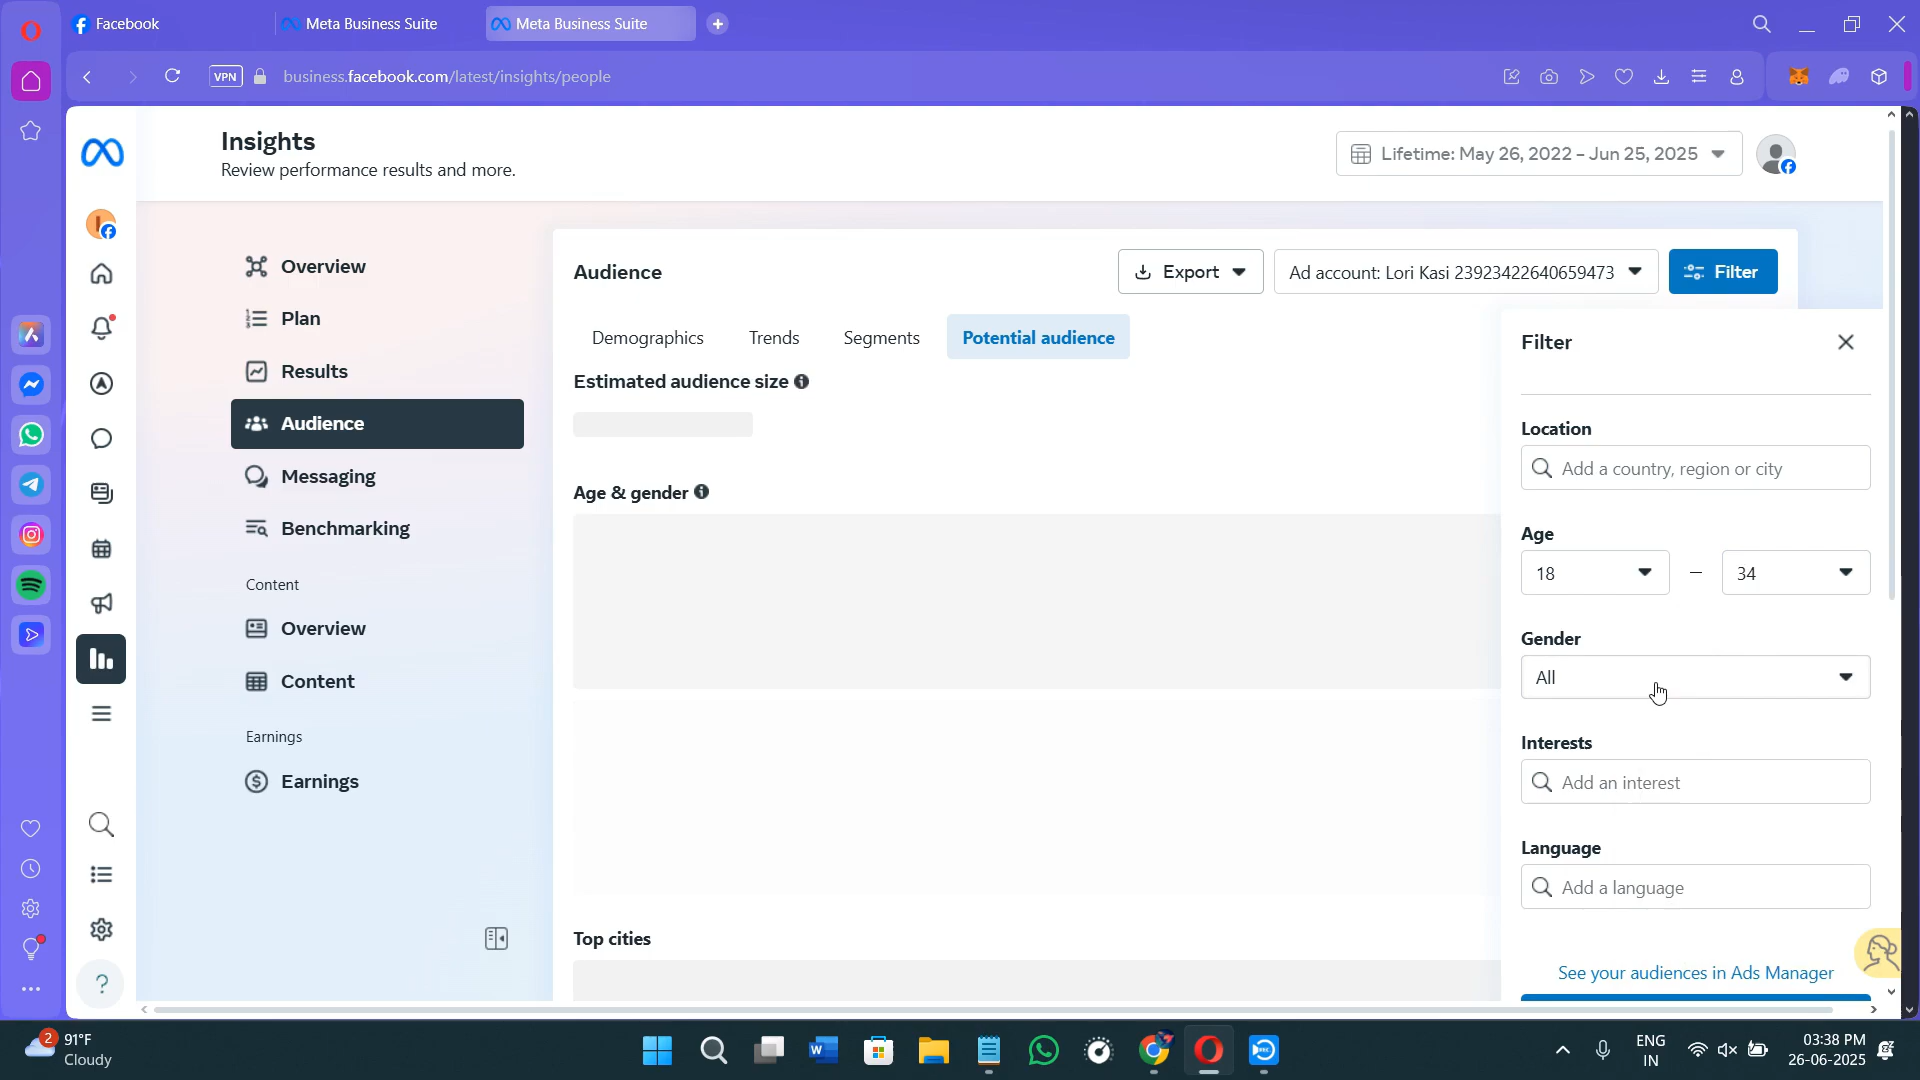 Facebook
Meta Business Suite
Meta Business Suite
VPN
business.facebook.com/latest/insights/people
Insights
Review performance results and more.
Lifetime: May 26, 2022 – Jun 25, 2025
Overview
Plan
Results
Audience
Messaging
Benchmarking
Content
Overview
Content
Earnings
Earnings
Audience
Export
Ad account: Lori Kasi 23923422640659473
Filter
Demographics
Trends
Segments
Potential audience
Estimated audience size
Age & gender
Top cities
Filter
Location
Add a country, region or city
Age
18
–
34
Gender
All
Interests
Add an interest
Language
Add a language
See your audiences in Ads Manager
2
91°F
Cloudy
ENG
IN
03:38 PM
26-06-2025